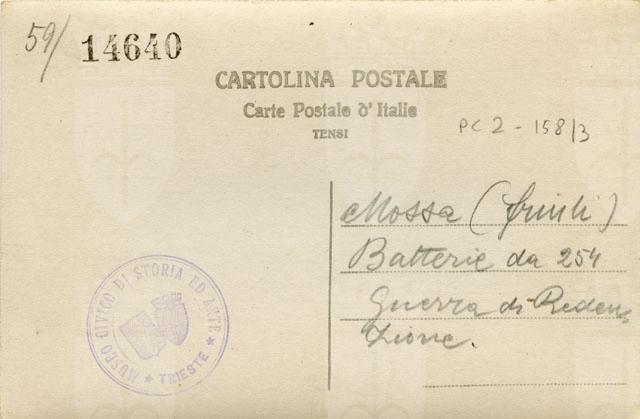 59/
14640
CARTOLINA POSTALE
Carte Postale d'Italie
TENSI
PC 2 - 158/3
Mossa (friuli)
Batterie da 254
Guerra di Reden
zione.
MUSEO CIVICO DI STORIA ED ARTE
★ TRIESTE ★